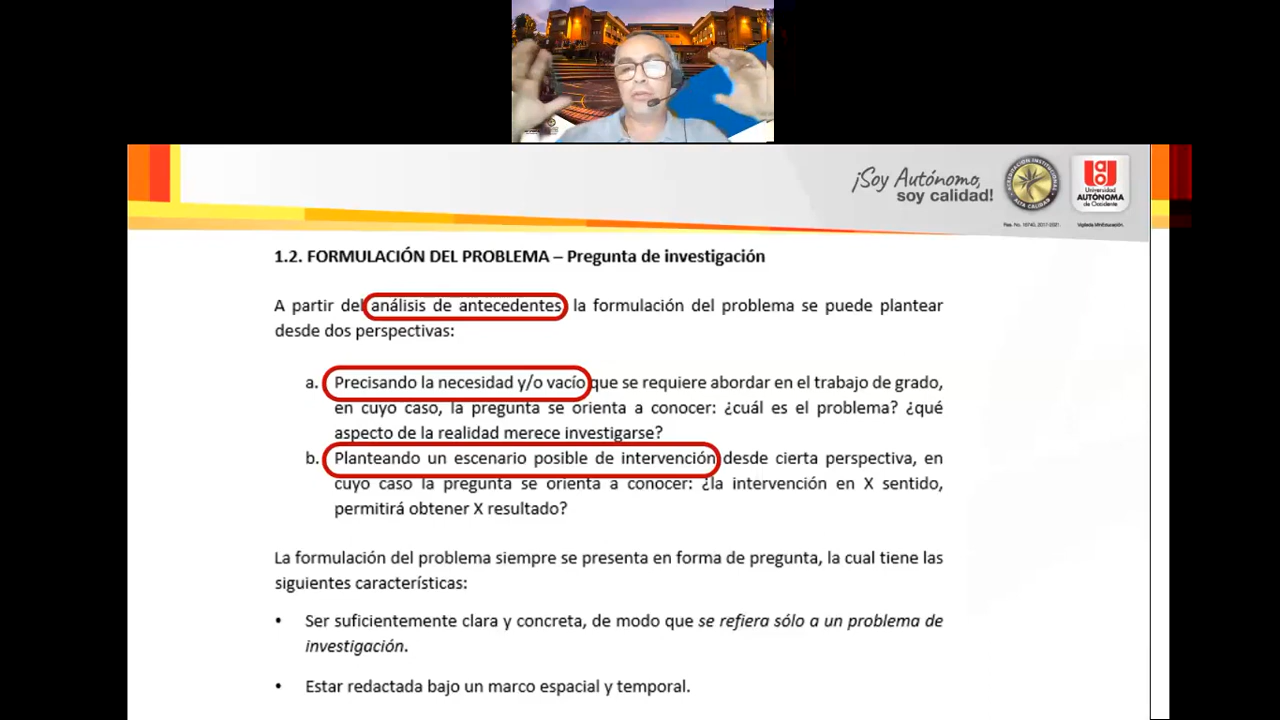 ¡Soy Autónomo,
soy calidad!
ACREDITACIÓN INSTITUCIONAL
ALTA CALIDAD
Universidad
AUTÓNOMA
de Occidente
Vigilada MinEducación.
1.2. FORMULACIÓN DEL PROBLEMA – Pregunta de investigación
A partir del análisis de antecedentes la formulación del problema se puede plantear
desde dos perspectivas:
a. Precisando la necesidad y/o vacío que se requiere abordar en el trabajo de grado,
en cuyo caso, la pregunta se orienta a conocer: ¿cuál es el problema? ¿qué
aspecto de la realidad merece investigarse?
b. Planteando un escenario posible de intervención desde cierta perspectiva, en
cuyo caso la pregunta se orienta a conocer: ¿la intervención en X sentido,
permitirá obtener X resultado?
La formulación del problema siempre se presenta en forma de pregunta, la cual tiene las
siguientes características:
• Ser suficientemente clara y concreta, de modo que se refiera sólo a un problema de
investigación.
• Estar redactada bajo un marco espacial y temporal.